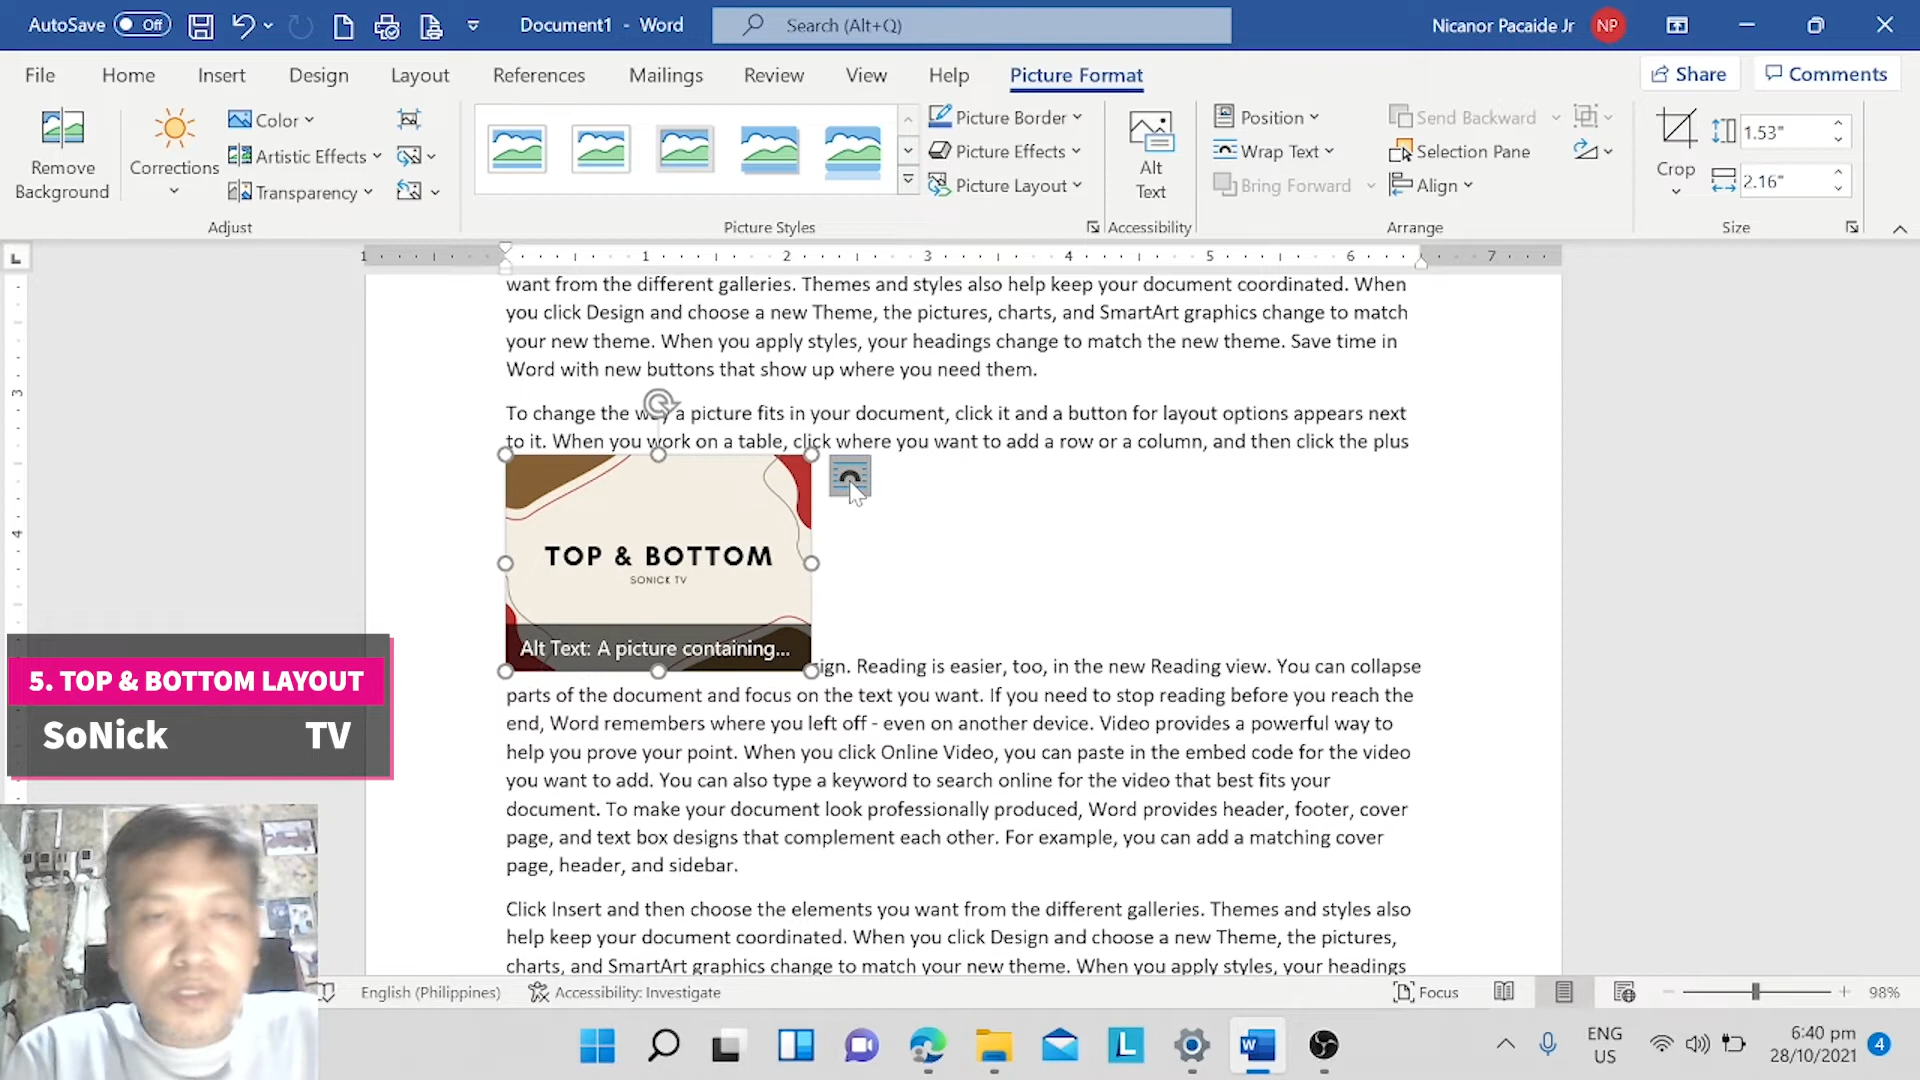 AutoSave Off Document1 - Word Search (Alt+Q) Nicanor Pacaide Jr NP
File Home Insert Design Layout References Mailings Review View Help Picture Format Share Comments
Remove Background
Corrections
Color
Artistic Effects
Transparency
Adjust
Picture Styles
Picture Border
Picture Effects
Picture Layout
Alt Text
Accessibility
Position
Wrap Text
Bring Forward
Send Backward
Selection Pane
Align
Arrange
Crop
1.53"
2.16"
Size
1 1 2 3 4 5 6 7
want from the different galleries. Themes and styles also help keep your document coordinated. When
you click Design and choose a new Theme, the pictures, charts, and SmartArt graphics change to match
your new theme. When you apply styles, your headings change to match the new theme. Save time in
Word with new buttons that show up where you need them.
To change the way a picture fits in your document, click it and a button for layout options appears next
to it. When you work on a table, click where you want to add a row or a column, and then click the plus
3
4
TOP & BOTTOM
SONICK TV
Alt Text: A picture containing...
ign. Reading is easier, too, in the new Reading view. You can collapse
parts of the document and focus on the text you want. If you need to stop reading before you reach the
end, Word remembers where you left off - even on another device. Video provides a powerful way to
help you prove your point. When you click Online Video, you can paste in the embed code for the video
you want to add. You can also type a keyword to search online for the video that best fits your
document. To make your document look professionally produced, Word provides header, footer, cover
page, and text box designs that complement each other. For example, you can add a matching cover
page, header, and sidebar.
Click Insert and then choose the elements you want from the different galleries. Themes and styles also
help keep your document coordinated. When you click Design and choose a new Theme, the pictures,
charts, and SmartArt graphics change to match your new theme. When you apply styles, your headings
5. TOP & BOTTOM LAYOUT
SoNick TV
English (Philippines) Accessibility: Investigate Focus 98%
L W
ENG
US
6:40 pm
28/10/2021
4